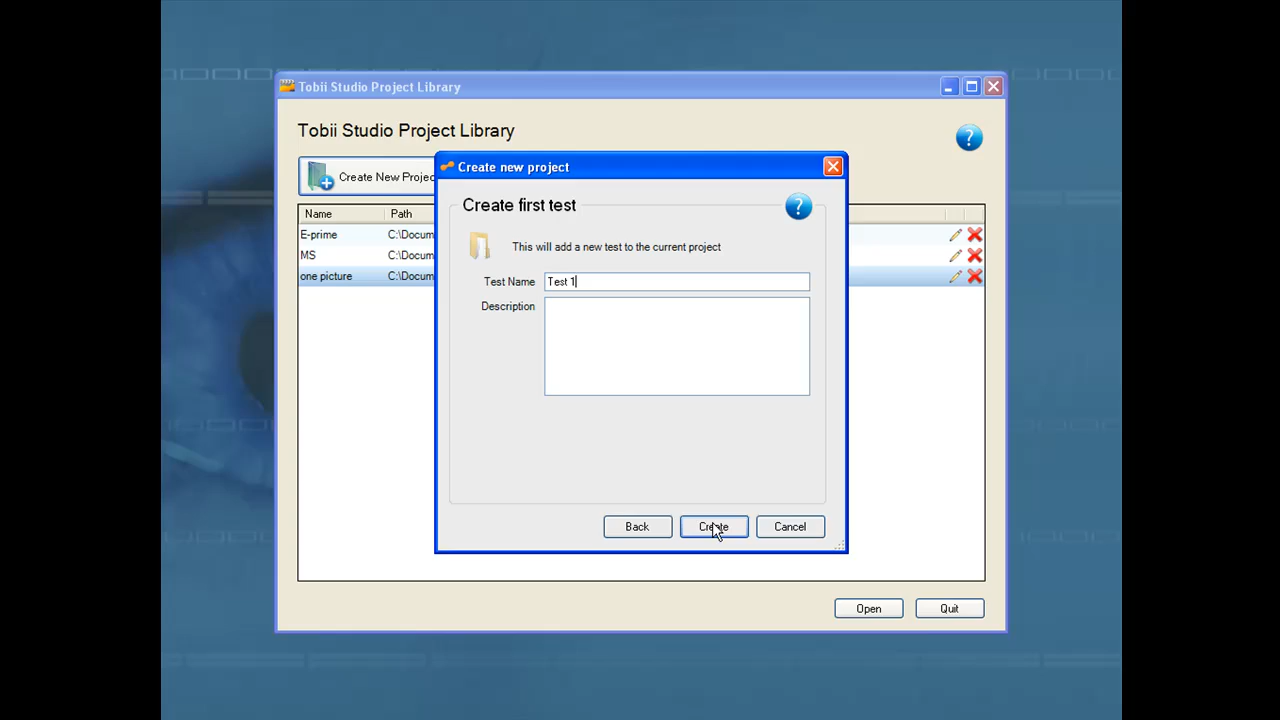 Tobii Studio Project Library
Tobii Studio Project Library
?
Create New Projec
Name Path
E-prime C:\Docum
MS C:\Docum
one picture C:\Docum
Create new project
Create first test
?
This will add a new test to the current project
Test Name Test 1
Description
Back Create Cancel
Open Quit